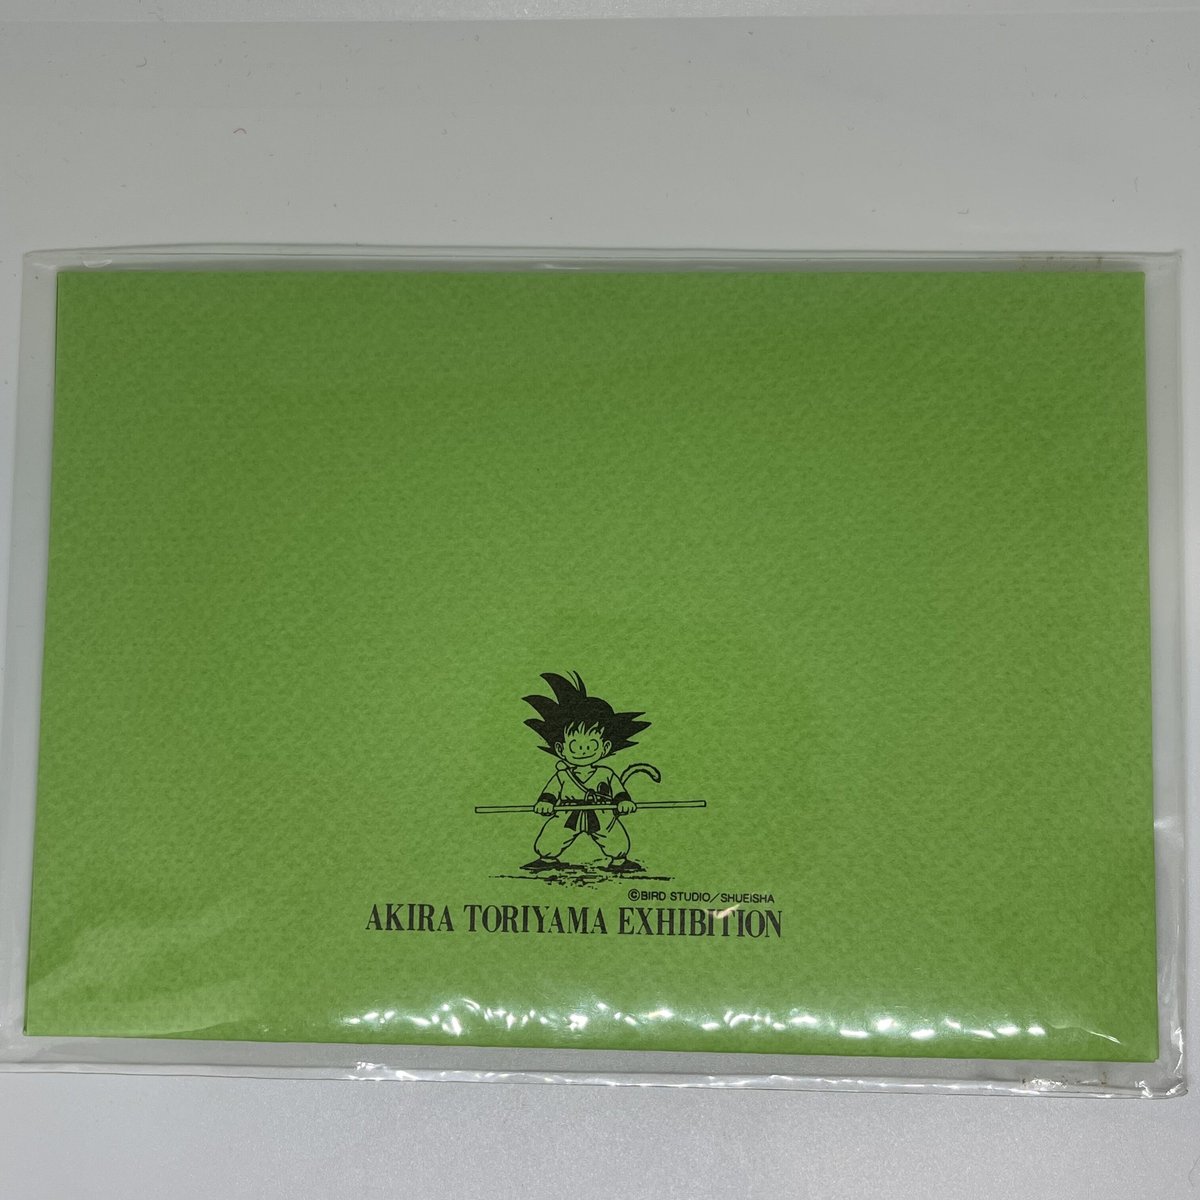 ©BIRD STUDIO/SHUEISHA
AKIRA TORIYAMA EXHIBITION